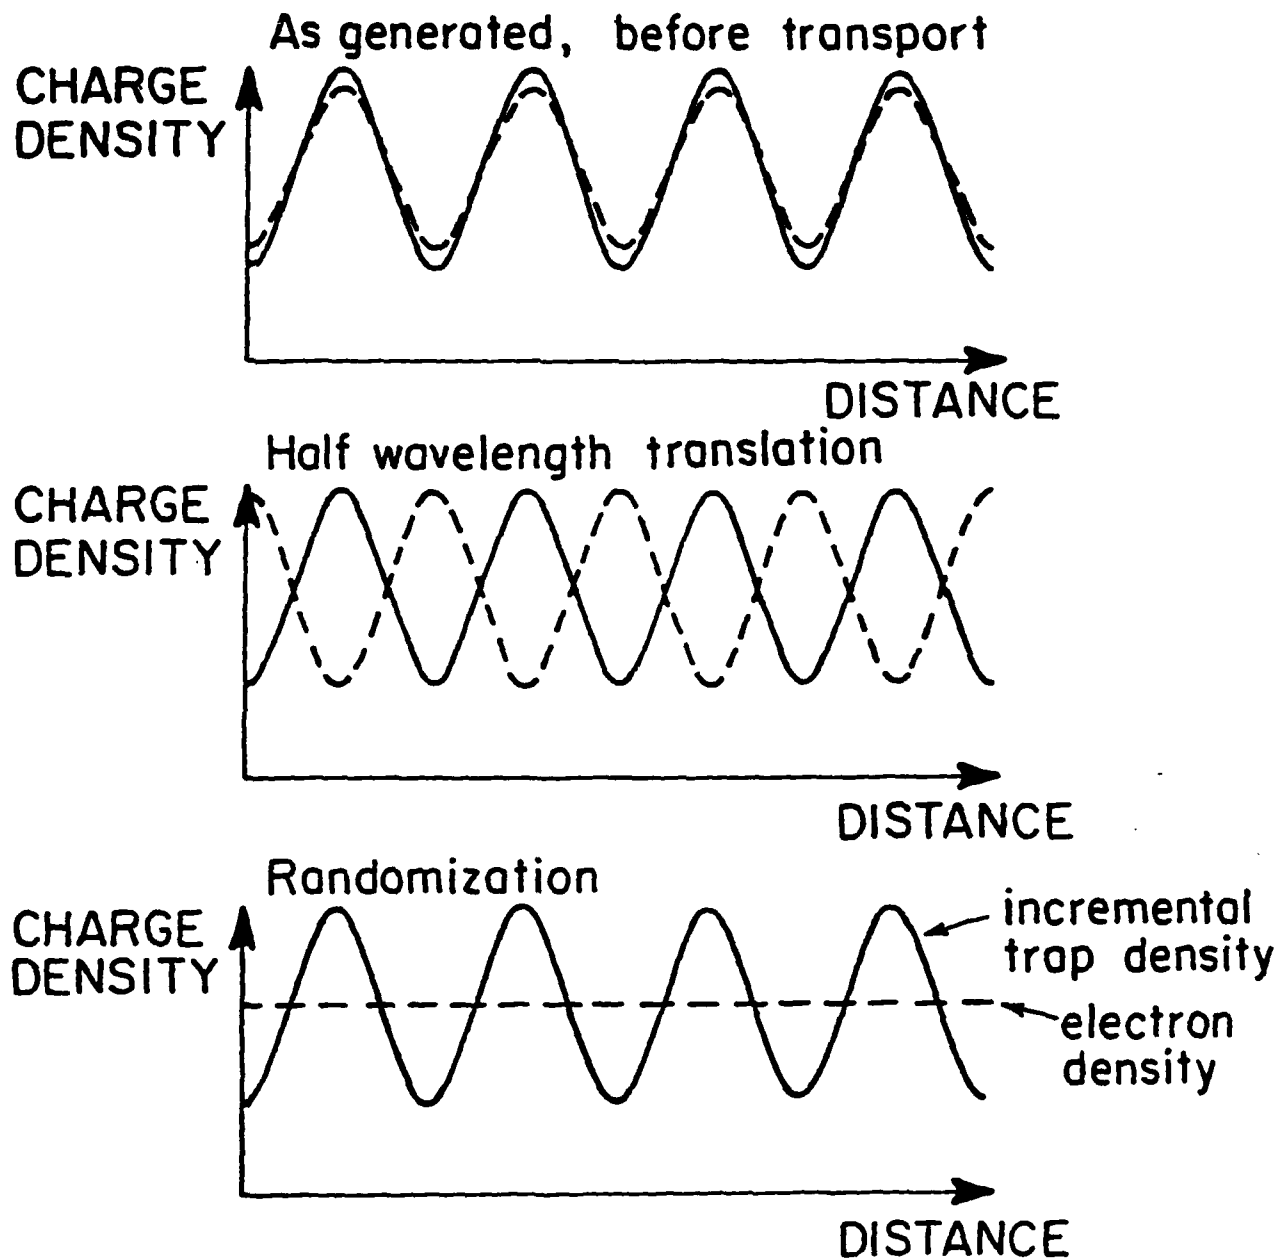 As generated, before transport
CHARGE
DENSITY
DISTANCE
Half wavelength translation
CHARGE
DENSITY
DISTANCE
Randomization
CHARGE
DENSITY
incremental
trap density
electron
density
DISTANCE